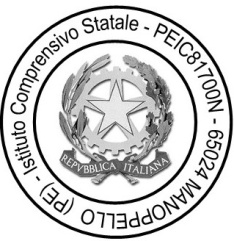 Istituto Comprensivo Statale - PEIC81700N - 65024 MANOPPELLO (PE) -
REPVBBLICA ITALIANA